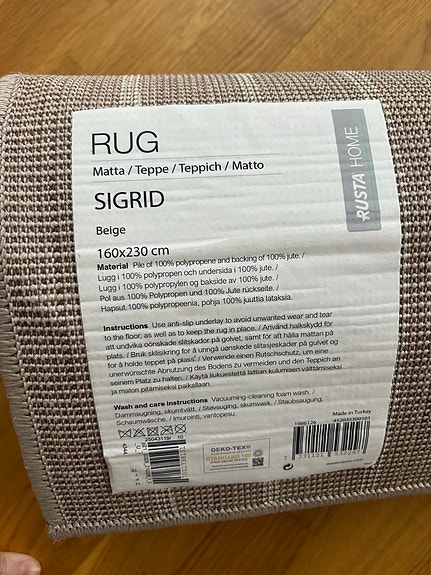 RUG
Matta / Teppe / Teppich / Matto
SIGRID
Beige
160x230 cm
RUSTA HOME
Material Pile of 100% polypropene and backing of 100% jute. /
Lugg i 100% polypropen och undersida i 100% jute. /
Lugg i 100% polypropylen og bakside av 100% jute. /
Pol aus 100% Polypropen und 100% Jute rückseite. /
Hapsut 100% propyreenia, pohja 100% juuttia lataksia.
Instructions Use anti-slip underlay to avoid unwanted wear and tear
to the floor, as well as to keep the rug in place. / Använd halkskydd för
att undvika oönskade slitskador på golvet, samt för att hålla mattan på
plats. / Bruk sklisikring for å unngå uønskede slitasjeskader på gulvet og
for å holde teppet på plass. / Verwende einen Rutschschutz, um eine
unerwünschte Abnutzung des Bodens zu vermeiden und den Teppich an
seinem Platz zu halten. / Käytä liukuestettä lattian kulumisen välttämiseksi
ja maton pitämiseksi paikallaan.
Wash and care instructions Vacuuming-cleaning foam wash. /
Dammsugning, skumtvätt. / Støvsuging, skumvask. / Staubsaugung,
Schaumwäsche. / Imurointi, vaahtopesu.
OEKO-TEX®
STANDARD 100
Made in Turkey